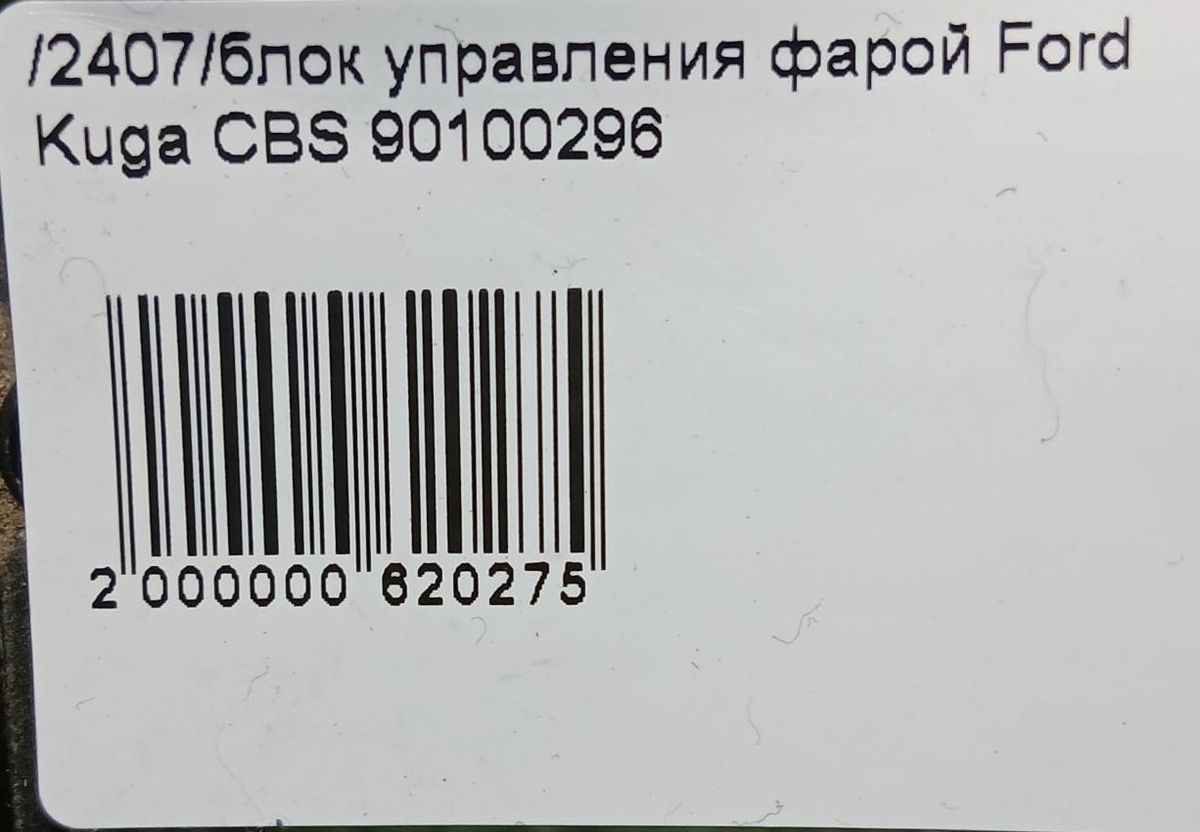 /2407/блок управления фарой Ford
Kuga CBS 90100296
2 000000 620275